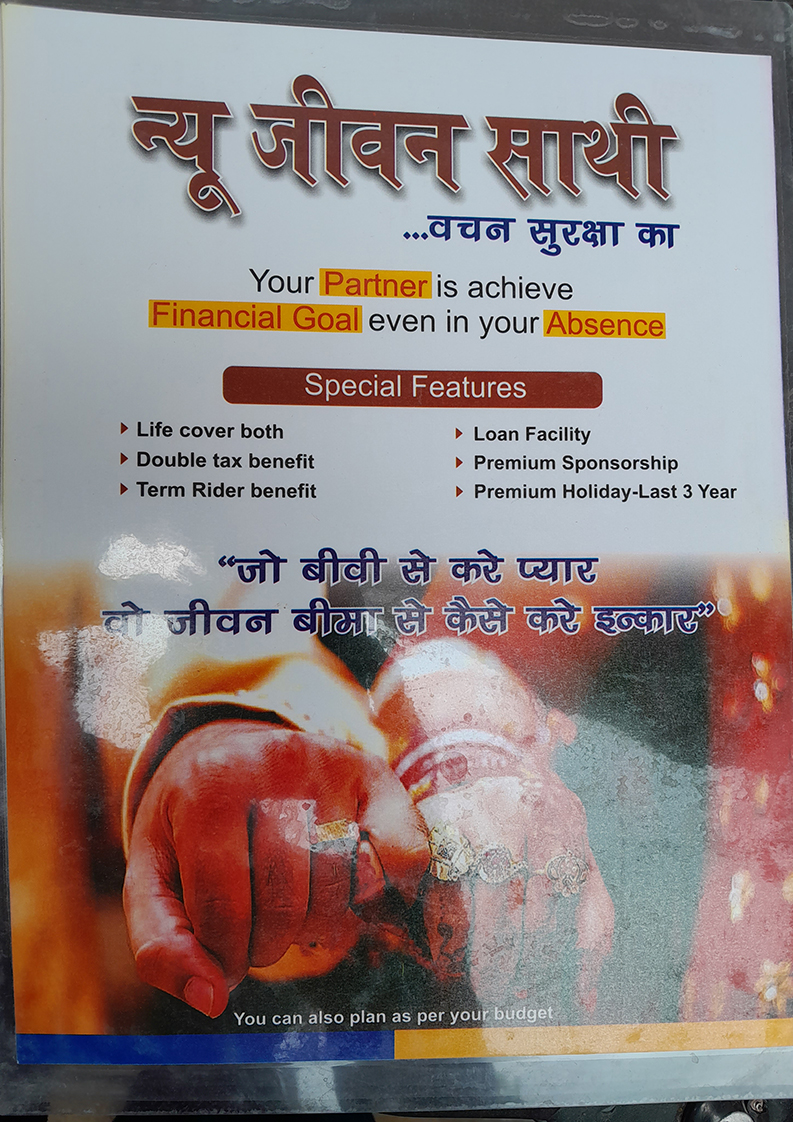 न्यू जीवन साथी
...वचन सुरक्षा का
Your Partner is achieve
Financial Goal even in your Absence
Special Features
Life cover both
Double tax benefit
Term Rider benefit
Loan Facility
Premium Sponsorship
Premium Holiday-Last 3 Year
“जो बीवी से करे प्यार
वो जीवन बीमा से कैसे करे इन्कार”
You can also plan as per your budget